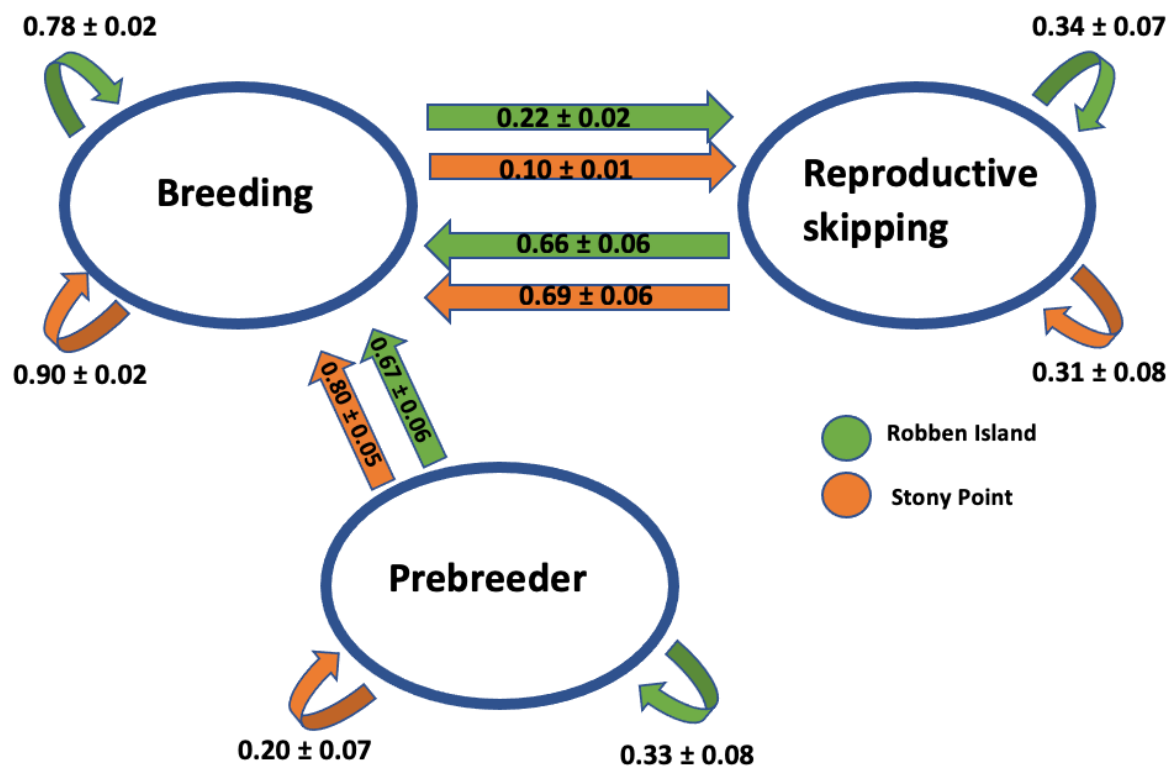 0.78 ± 0.02
0.34 ± 0.07
0.22 ± 0.02
0.10 ± 0.01
Breeding
Reproductive
skipping
0.66 ± 0.06
0.69 ± 0.06
0.90 ± 0.02
0.31 ± 0.08
0.80 ± 0.05
0.67 ± 0.06
Robben Island
Stony Point
Prebreeder
0.20 ± 0.07
0.33 ± 0.08